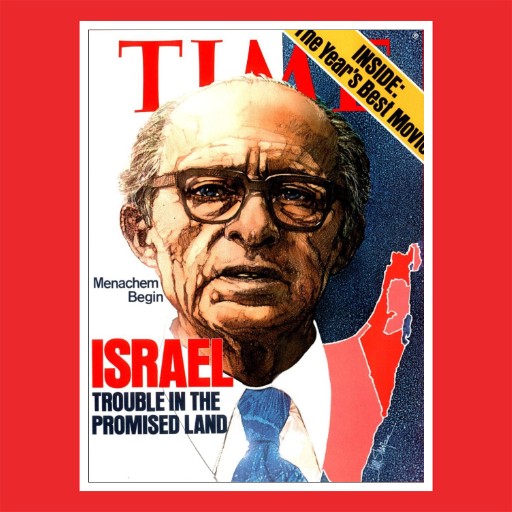 TIME
INSIDE:
The Year's Best Movies
Menachem
Begin
ISRAEL
TROUBLE IN THE
PROMISED LAND